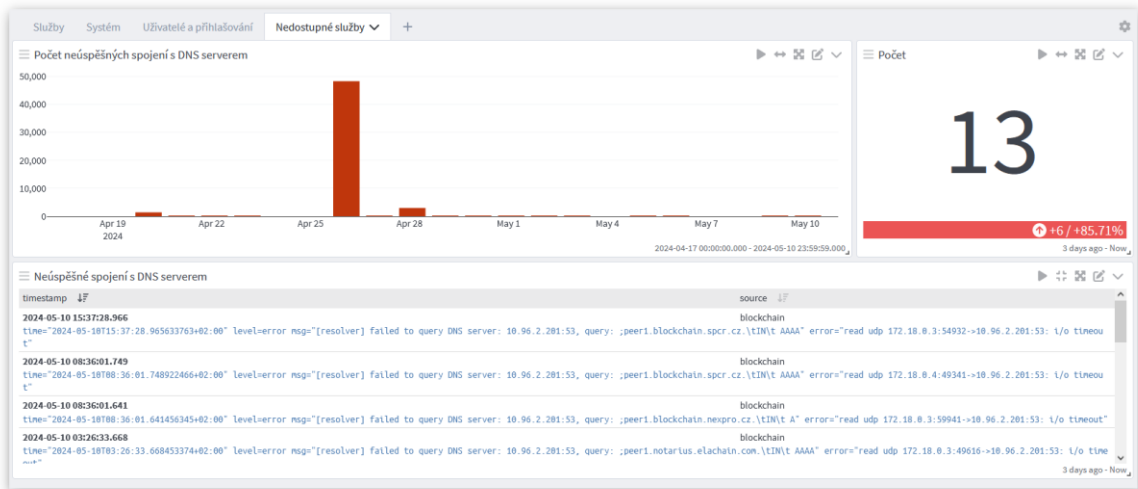 Služby Systém Uživatelé a přihlašování Nedostupné služby +
Počet neúspěšných spojení s DNS serverem
50,000
40,000
30,000
20,000
10,000
0
Apr 19 Apr 22 Apr 25 Apr 28 May 1 May 4 May 7 May 10
2024
2024-04-17 00:00:00.000 - 2024-05-10 23:59:59.000
Počet
13
+6 / +85.71%
3 days ago - Now
Neúspěšné spojení s DNS serverem
timestamp source
2024-05-10 15:37:28.966 blockchain
time="2024-05-10T15:37:28.965633763+02:00" level=error msg="[resolver] failed to query DNS server: 10.96.2.201:53, query: ;peer1.blockchain.spcr.cz.\tIN\t AAAA" error="read udp 172.18.0.3:54932->10.96.2.201:53: i/o timeou
t"
2024-05-10 08:36:01.749 blockchain
time="2024-05-10T08:36:01.748922466+02:00" level=error msg="[resolver] failed to query DNS server: 10.96.2.201:53, query: ;peer1.blockchain.spcr.cz.\tIN\t AAAA" error="read udp 172.18.0.4:49341->10.96.2.201:53: i/o timeou
t"
2024-05-10 08:36:01.641 blockchain
time="2024-05-10T08:36:01.641456345+02:00" level=error msg="[resolver] failed to query DNS server: 10.96.2.201:53, query: ;peer1.blockchain.nexpro.cz.\tIN\t A" error="read udp 172.18.0.3:59941->10.96.2.201:53: i/o timeout"
2024-05-10 03:26:33.668 blockchain
time="2024-05-10T03:26:33.668453374+02:00" level=error msg="[resolver] failed to query DNS server: 10.96.2.201:53, query: ;peer1.notarius.elachain.com.\tIN\t AAAA" error="read udp 172.18.0.3:49616->10.96.2.201:53: i/o time
3 days ago - Now